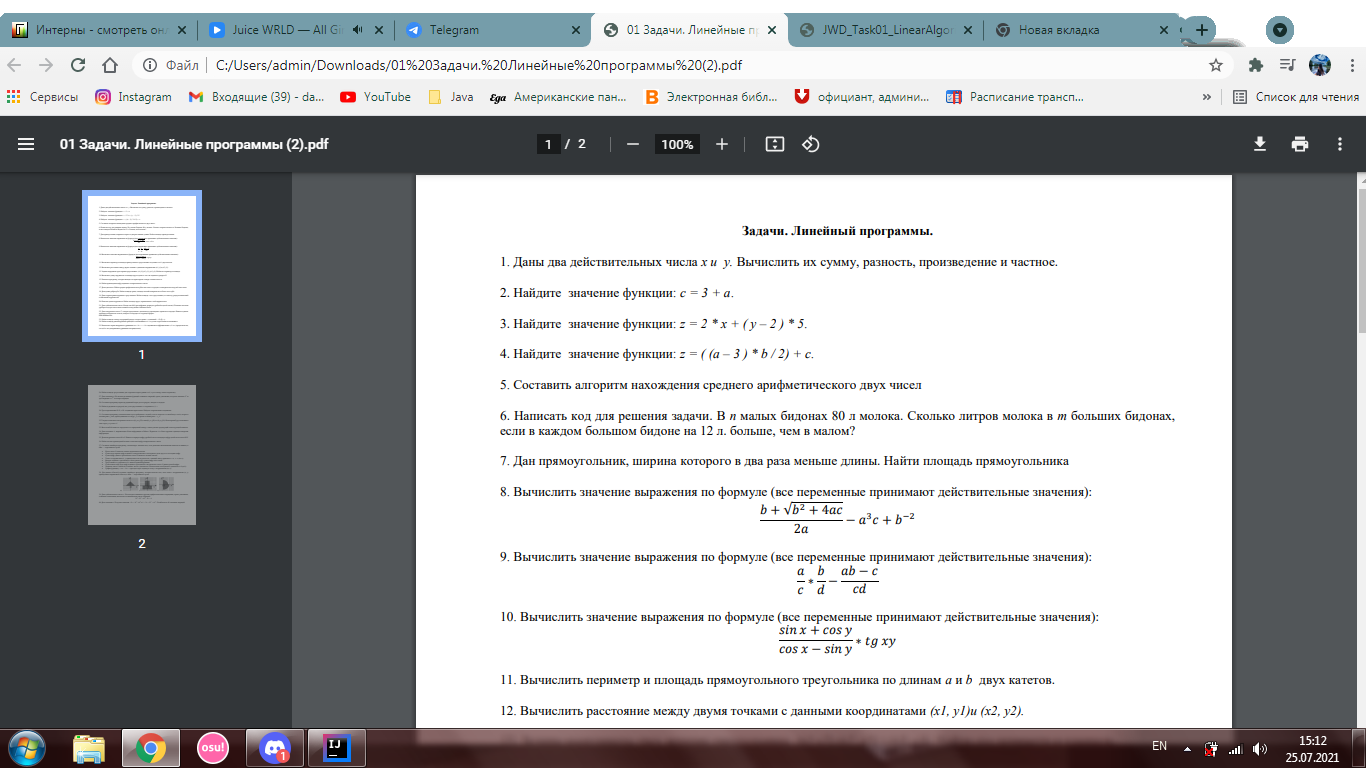 Интерны - смотреть онл
Juice WRLD — All Gi
Telegram
01 Задачи. Линейные пр
JWD_Task01_LinearAlgor
Новая вкладка
Файл
C:/Users/admin/Downloads/01%20Задачи.%20Линейные%20программы%20(2).pdf
Сервисы
Instagram
Входящие (39) - da...
YouTube
Java
Ega
Американские пан...
Электронная библ...
официант, админи...
Расписание трансп...
»
Список для чтения
01 Задачи. Линейные программы (2).pdf
1 / 2
100%
1
2
Задачи. Линейный программы.
1. Даны два действительных числа x и y. Вычислить их сумму, разность, произведение и частное.
2. Найдите значение функции: c = 3 + a.
3. Найдите значение функции: z = 2 * x + ( y – 2 ) * 5.
4. Найдите значение функции: z = ( (a – 3 ) * b / 2) + c.
5. Составить алгоритм нахождения среднего арифметического двух чисел
6. Написать код для решения задачи. В n малых бидонах 80 л молока. Сколько литров молока в m больших бидонах,
если в каждом большом бидоне на 12 л. больше, чем в малом?
7. Дан прямоугольник, ширина которого в два раза меньше длины. Найти площадь прямоугольника
8. Вычислить значение выражения по формуле (все переменные принимают действительные значения):
(b + √(b² + 4ac)) / 2a − a³c + b⁻²
9. Вычислить значение выражения по формуле (все переменные принимают действительные значения):
a/c * b/d − (ab − c)/cd
10. Вычислить значение выражения по формуле (все переменные принимают действительные значения):
(sin x + cos y) / (cos x − sin y) * tg xy
11. Вычислить периметр и площадь прямоугольного треугольника по длинам a и b двух катетов.
12. Вычислить расстояние между двумя точками с данными координатами (x1, y1)и (x2, y2).
osu!
1
IJ
EN
15:12
25.07.2021